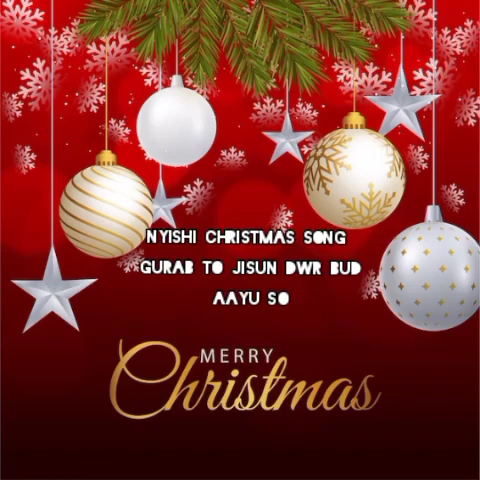 NYISHI CHRISTMAS SONG
GURAB TO JISUN DWR BUD
AAYU SO
MERRY
Christmas